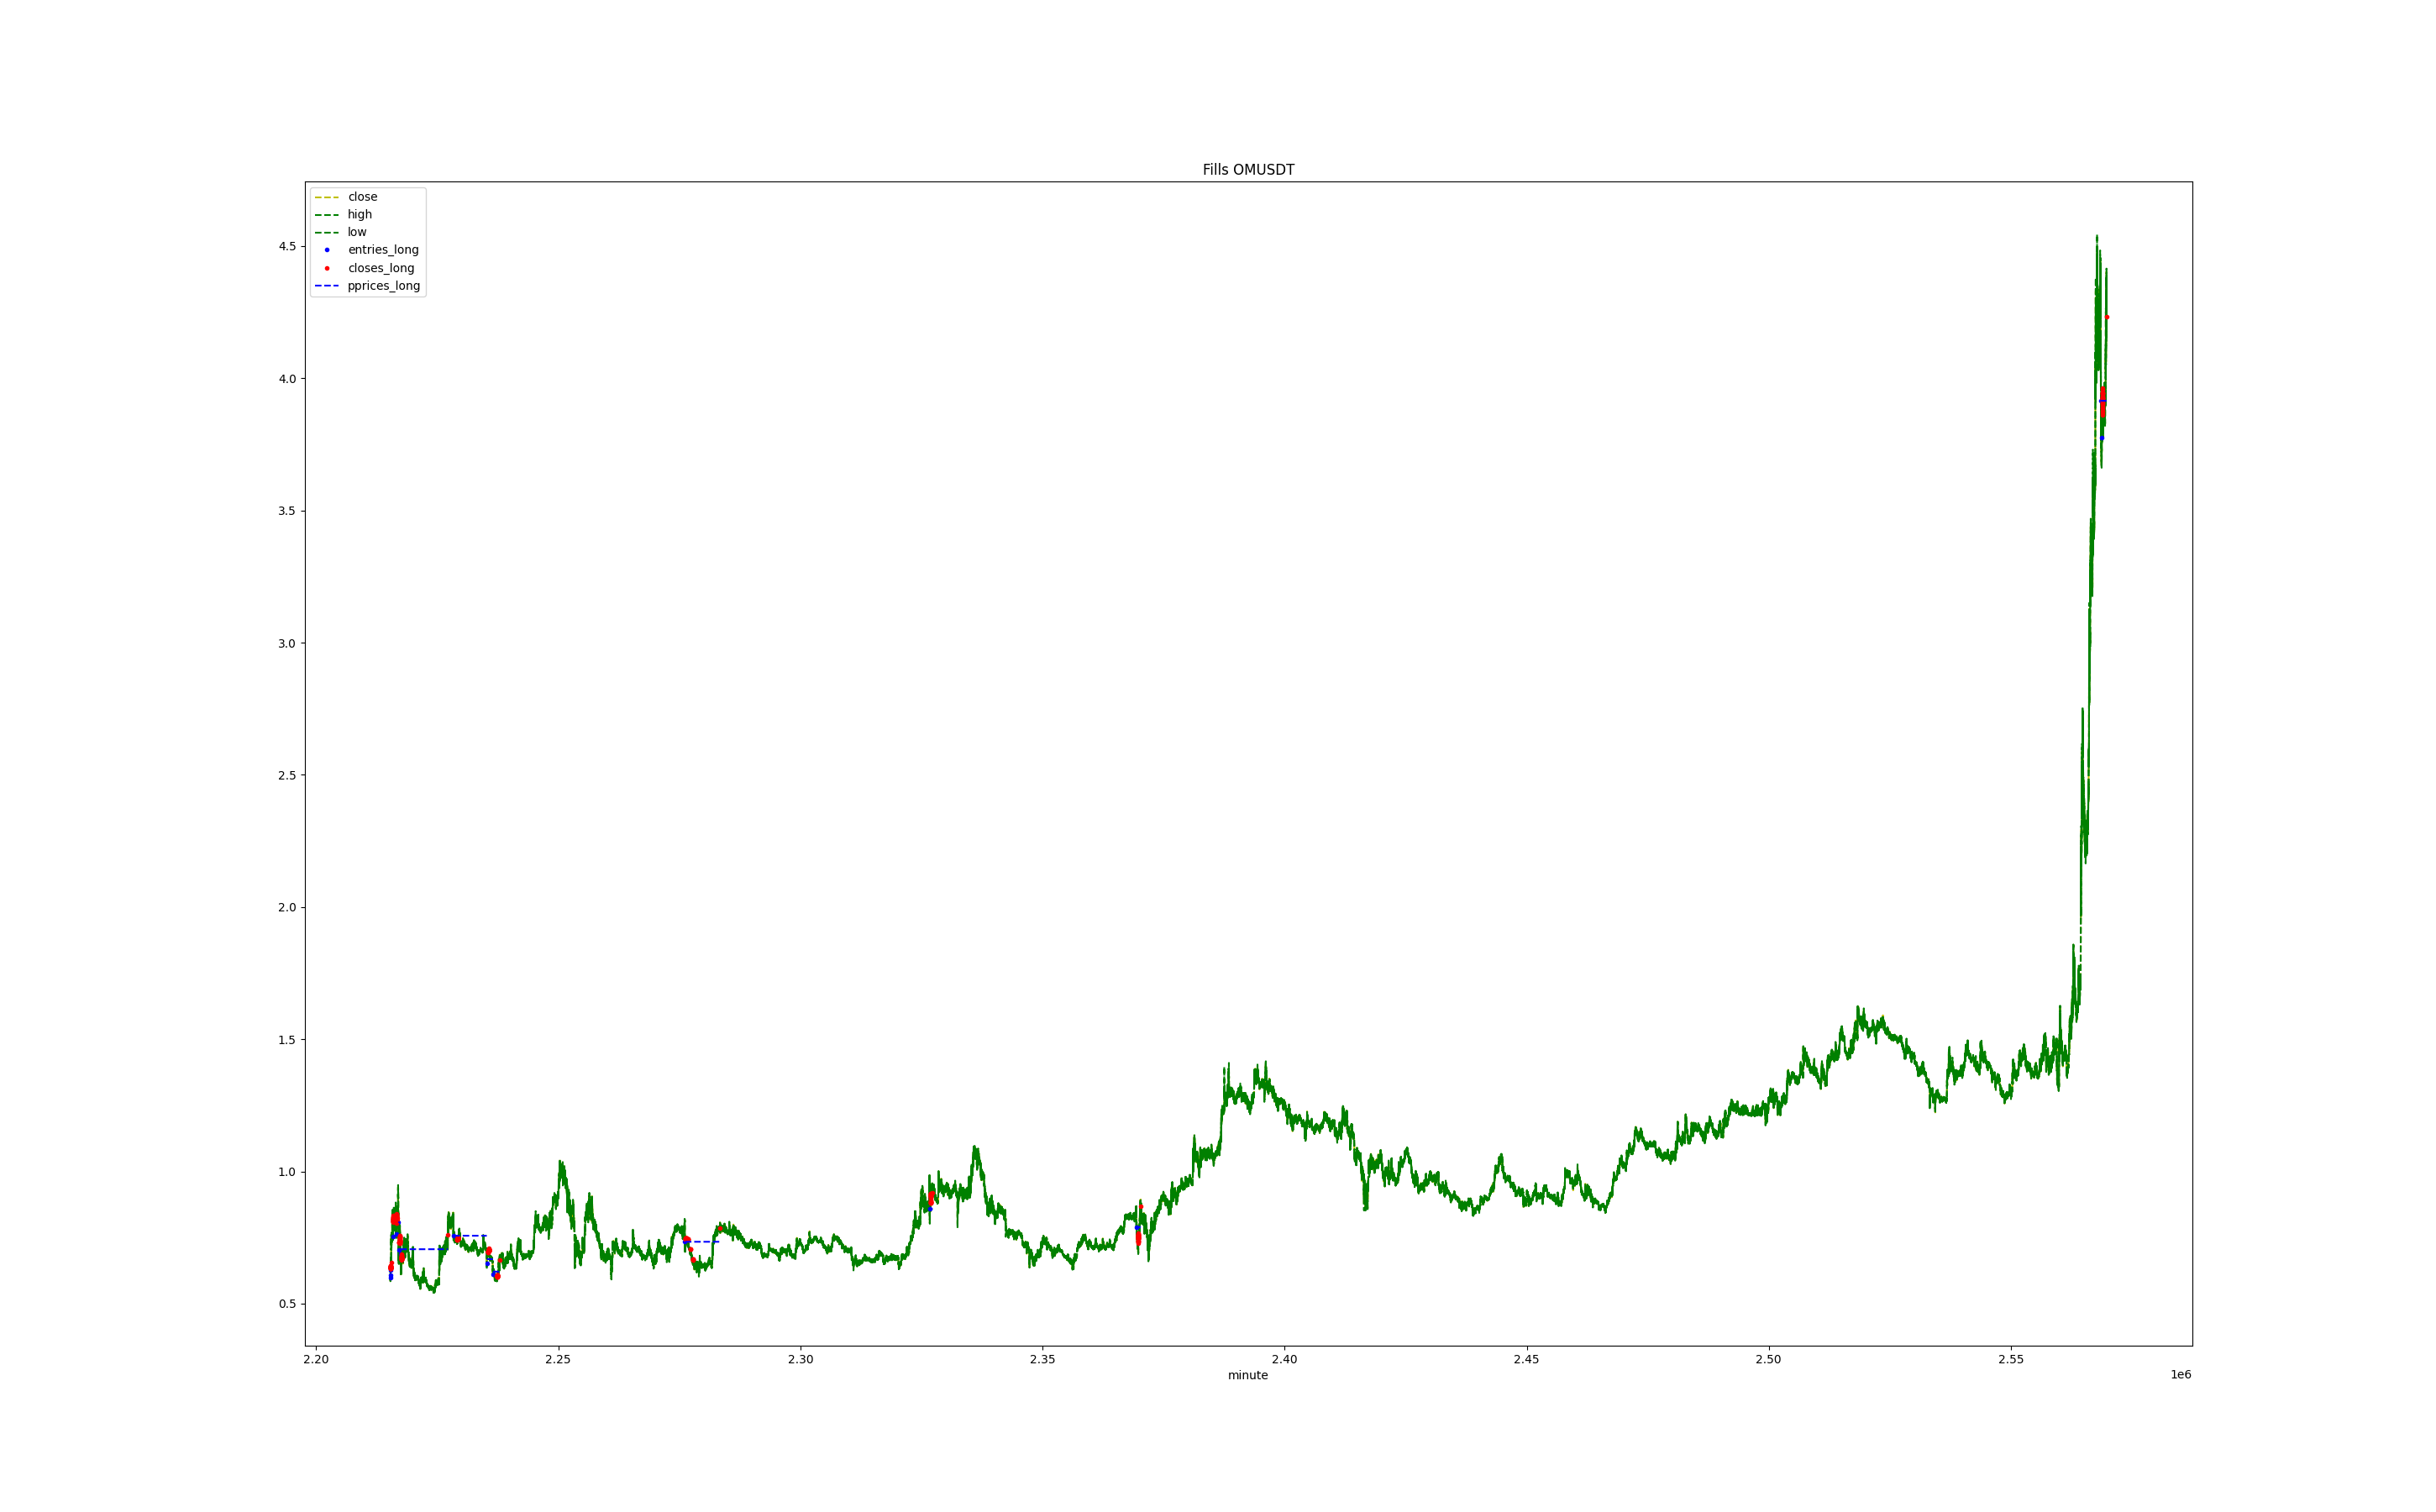 Fills OMUSDT
close
high
low
entries_long
closes_long
pprices_long
4.5
4.0
3.5
3.0
2.5
2.0
1.5
1.0
0.5
2.20 2.25 2.30 2.35 2.40 2.45 2.50 2.55
minute
1e6